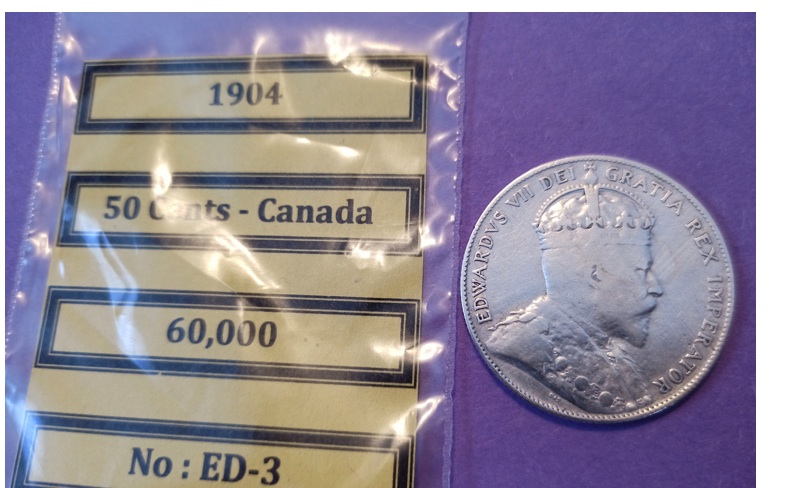 1904
50 Cents - Canada
60,000
No : ED-3
EDWARDVS VII DEI GRATIA REX IMPERATOR